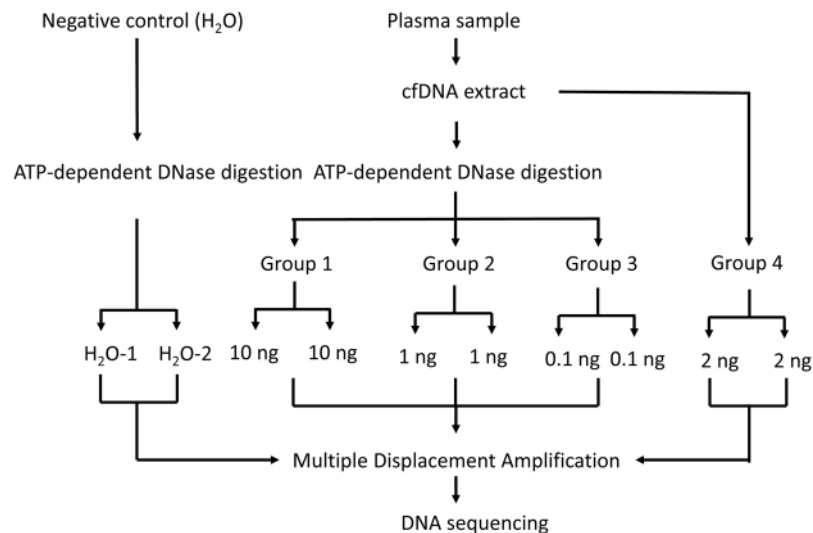 Negative control (H₂O) Plasma sample
cfDNA extract
ATP-dependent DNase digestion ATP-dependent DNase digestion
Group 1 Group 2 Group 3 Group 4
H₂O-1 H₂O-2 10 ng 10 ng 1 ng 1 ng 0.1 ng 0.1 ng 2 ng 2 ng
Multiple Displacement Amplification
DNA sequencing